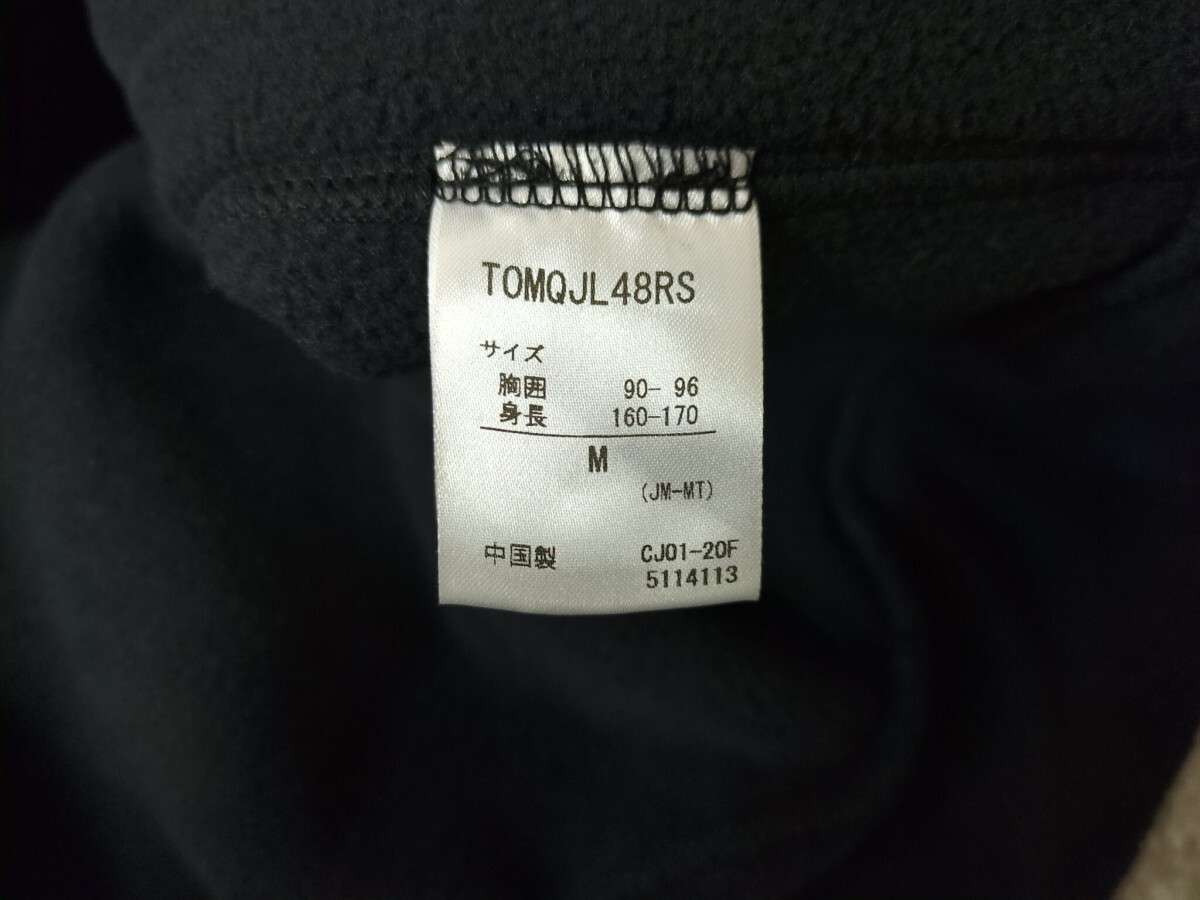 TOMQJL48RS
サイズ
胸囲 90- 96
身長 160-170
M
(JM-MT)
中国製 CJ01-20F
5114113